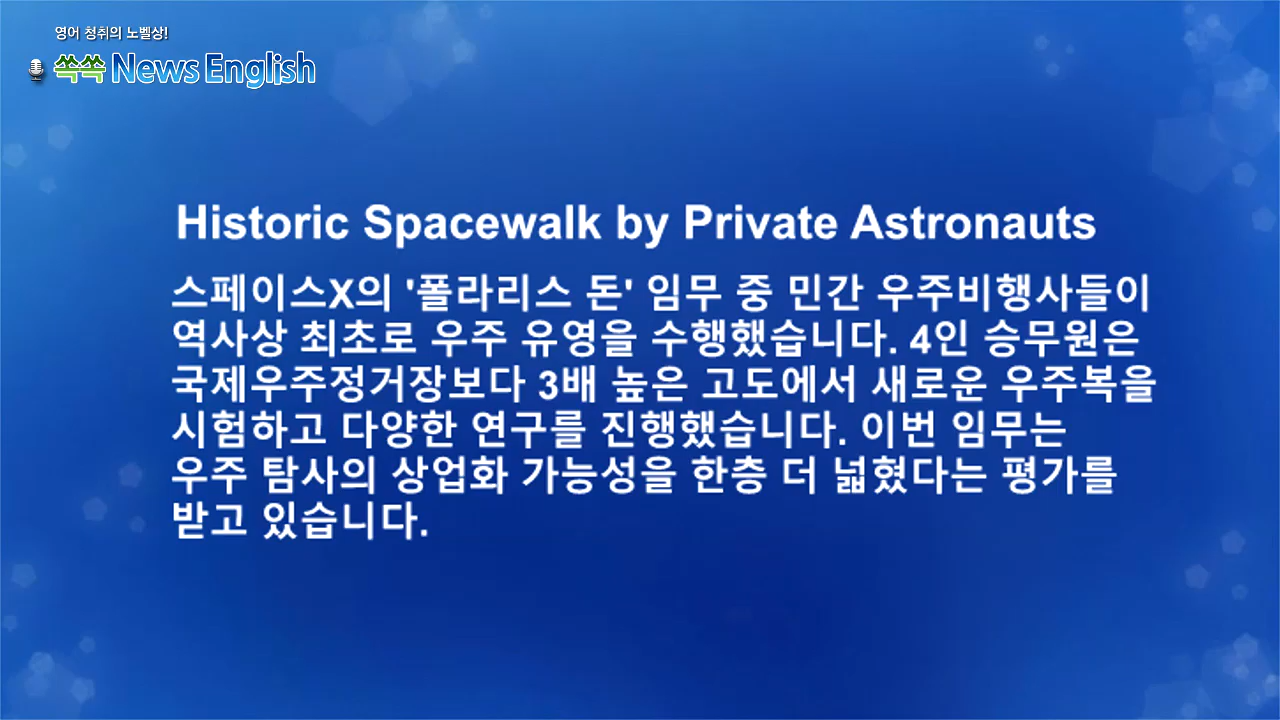 영어 청취의 노벨상!
쏙쏙 News English
Historic Spacewalk by Private Astronauts
스페이스X의 '폴라리스 돈' 임무 중 민간 우주비행사들이
역사상 최초로 우주 유영을 수행했습니다. 4인 승무원은
국제우주정거장보다 3배 높은 고도에서 새로운 우주복을
시험하고 다양한 연구를 진행했습니다. 이번 임무는
우주 탐사의 상업화 가능성을 한층 더 넓혔다는 평가를
받고 있습니다.